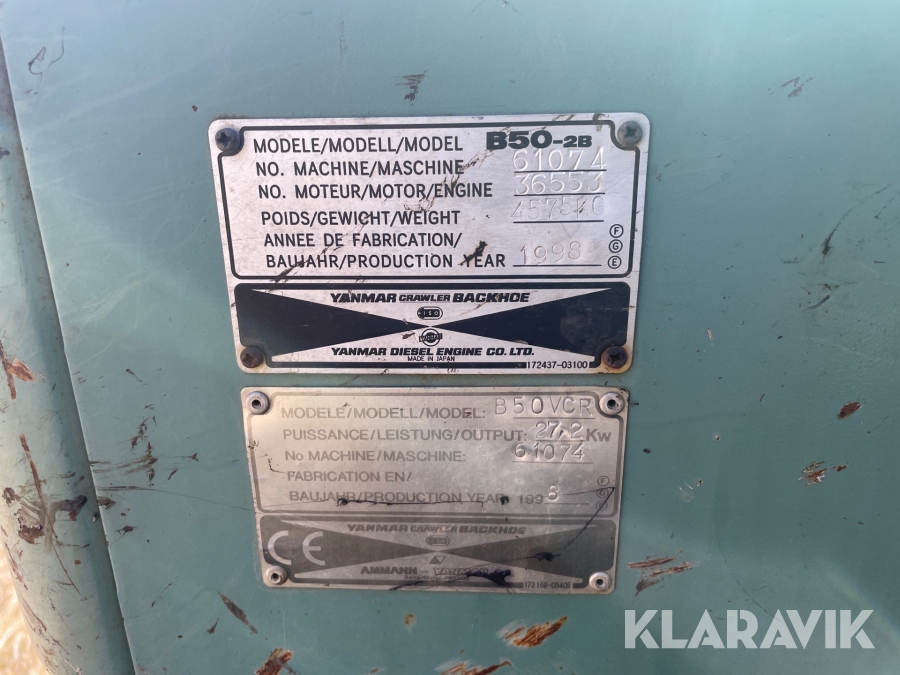 MODELE/MODELL/MODEL B50-2B
NO. MACHINE/MASCHINE 61074
NO. MOTEUR/MOTOR/ENGINE 36553
POIDS/GEWICHT/WEIGHT
ANNEE DE FABRICATION/
BAUJAHR/PRODUCTION YEAR 1998
F
G
E
YANMAR CRAWLER BACKHOE
ISO
YANMAR DIESEL ENGINE CO. LTD.
MADE IN JAPAN
172437-03100
MODELE/MODELL/MODEL: B50VCR
PUISSANCE/LEISTUNG/OUTPUT: 27,2 Kw
No MACHINE/MASCHINE: 61074
FABRICATION EN/
BAUJAHR/PRODUCTION YEAR 1998
F
G
E
YANMAR CRAWLER BACKHOE
CE
AMMANN - YANMAR
KLARAVIK